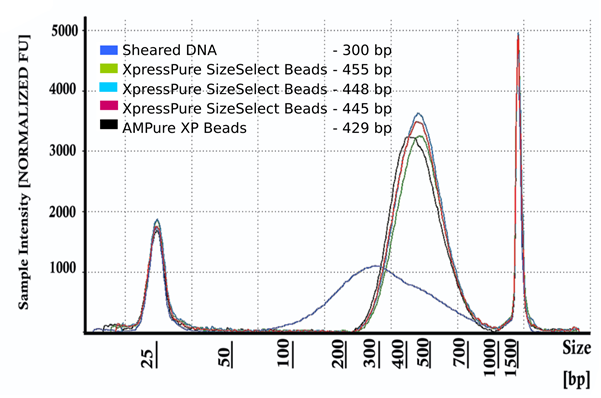 Sample Intensity [NORMALIZED FU]
5000
4000
3000
2000
1000
Sheared DNA - 300 bp
XpressPure SizeSelect Beads - 455 bp
XpressPure SizeSelect Beads - 448 bp
XpressPure SizeSelect Beads - 445 bp
AMPure XP Beads - 429 bp
25 50 100 200 300 400 500 700 1000 1500
Size
[bp]